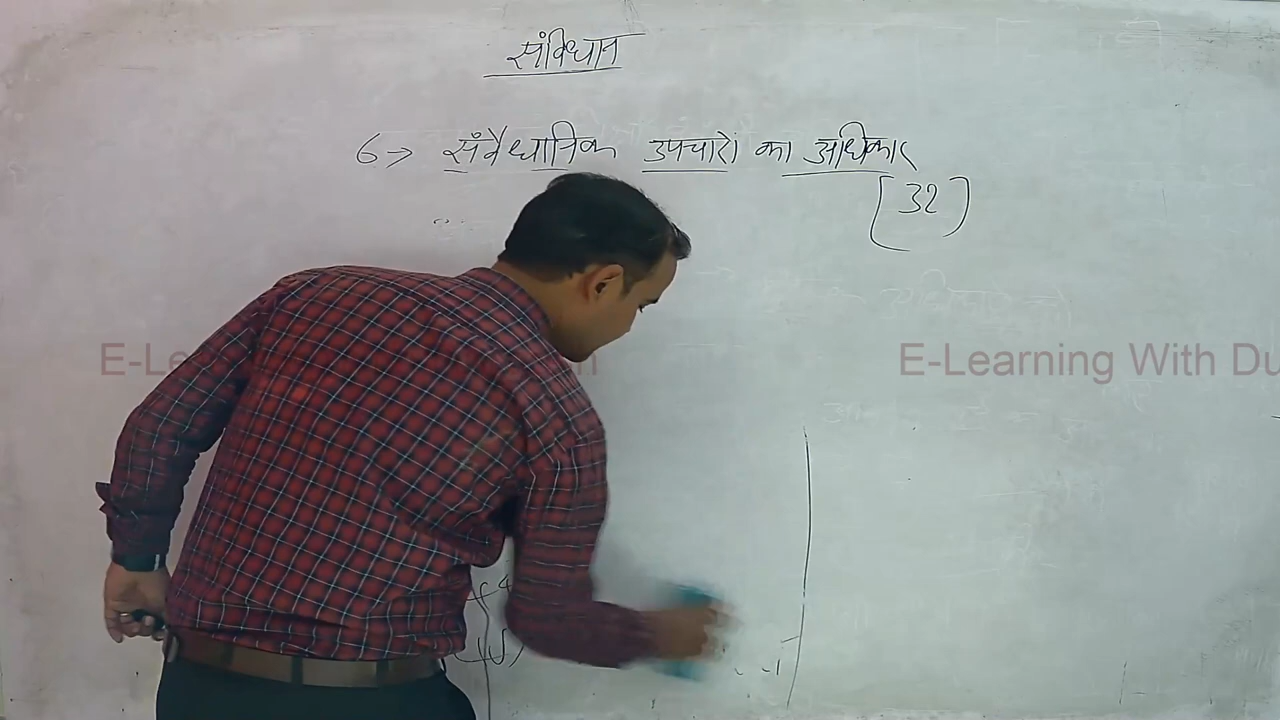 संविधान
6→ संवैधानिक उपचारों का अधिकार
[32]
E-Learning With Du